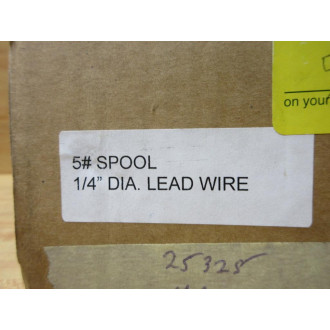 on your
5# SPOOL
1/4" DIA. LEAD WIRE
25325